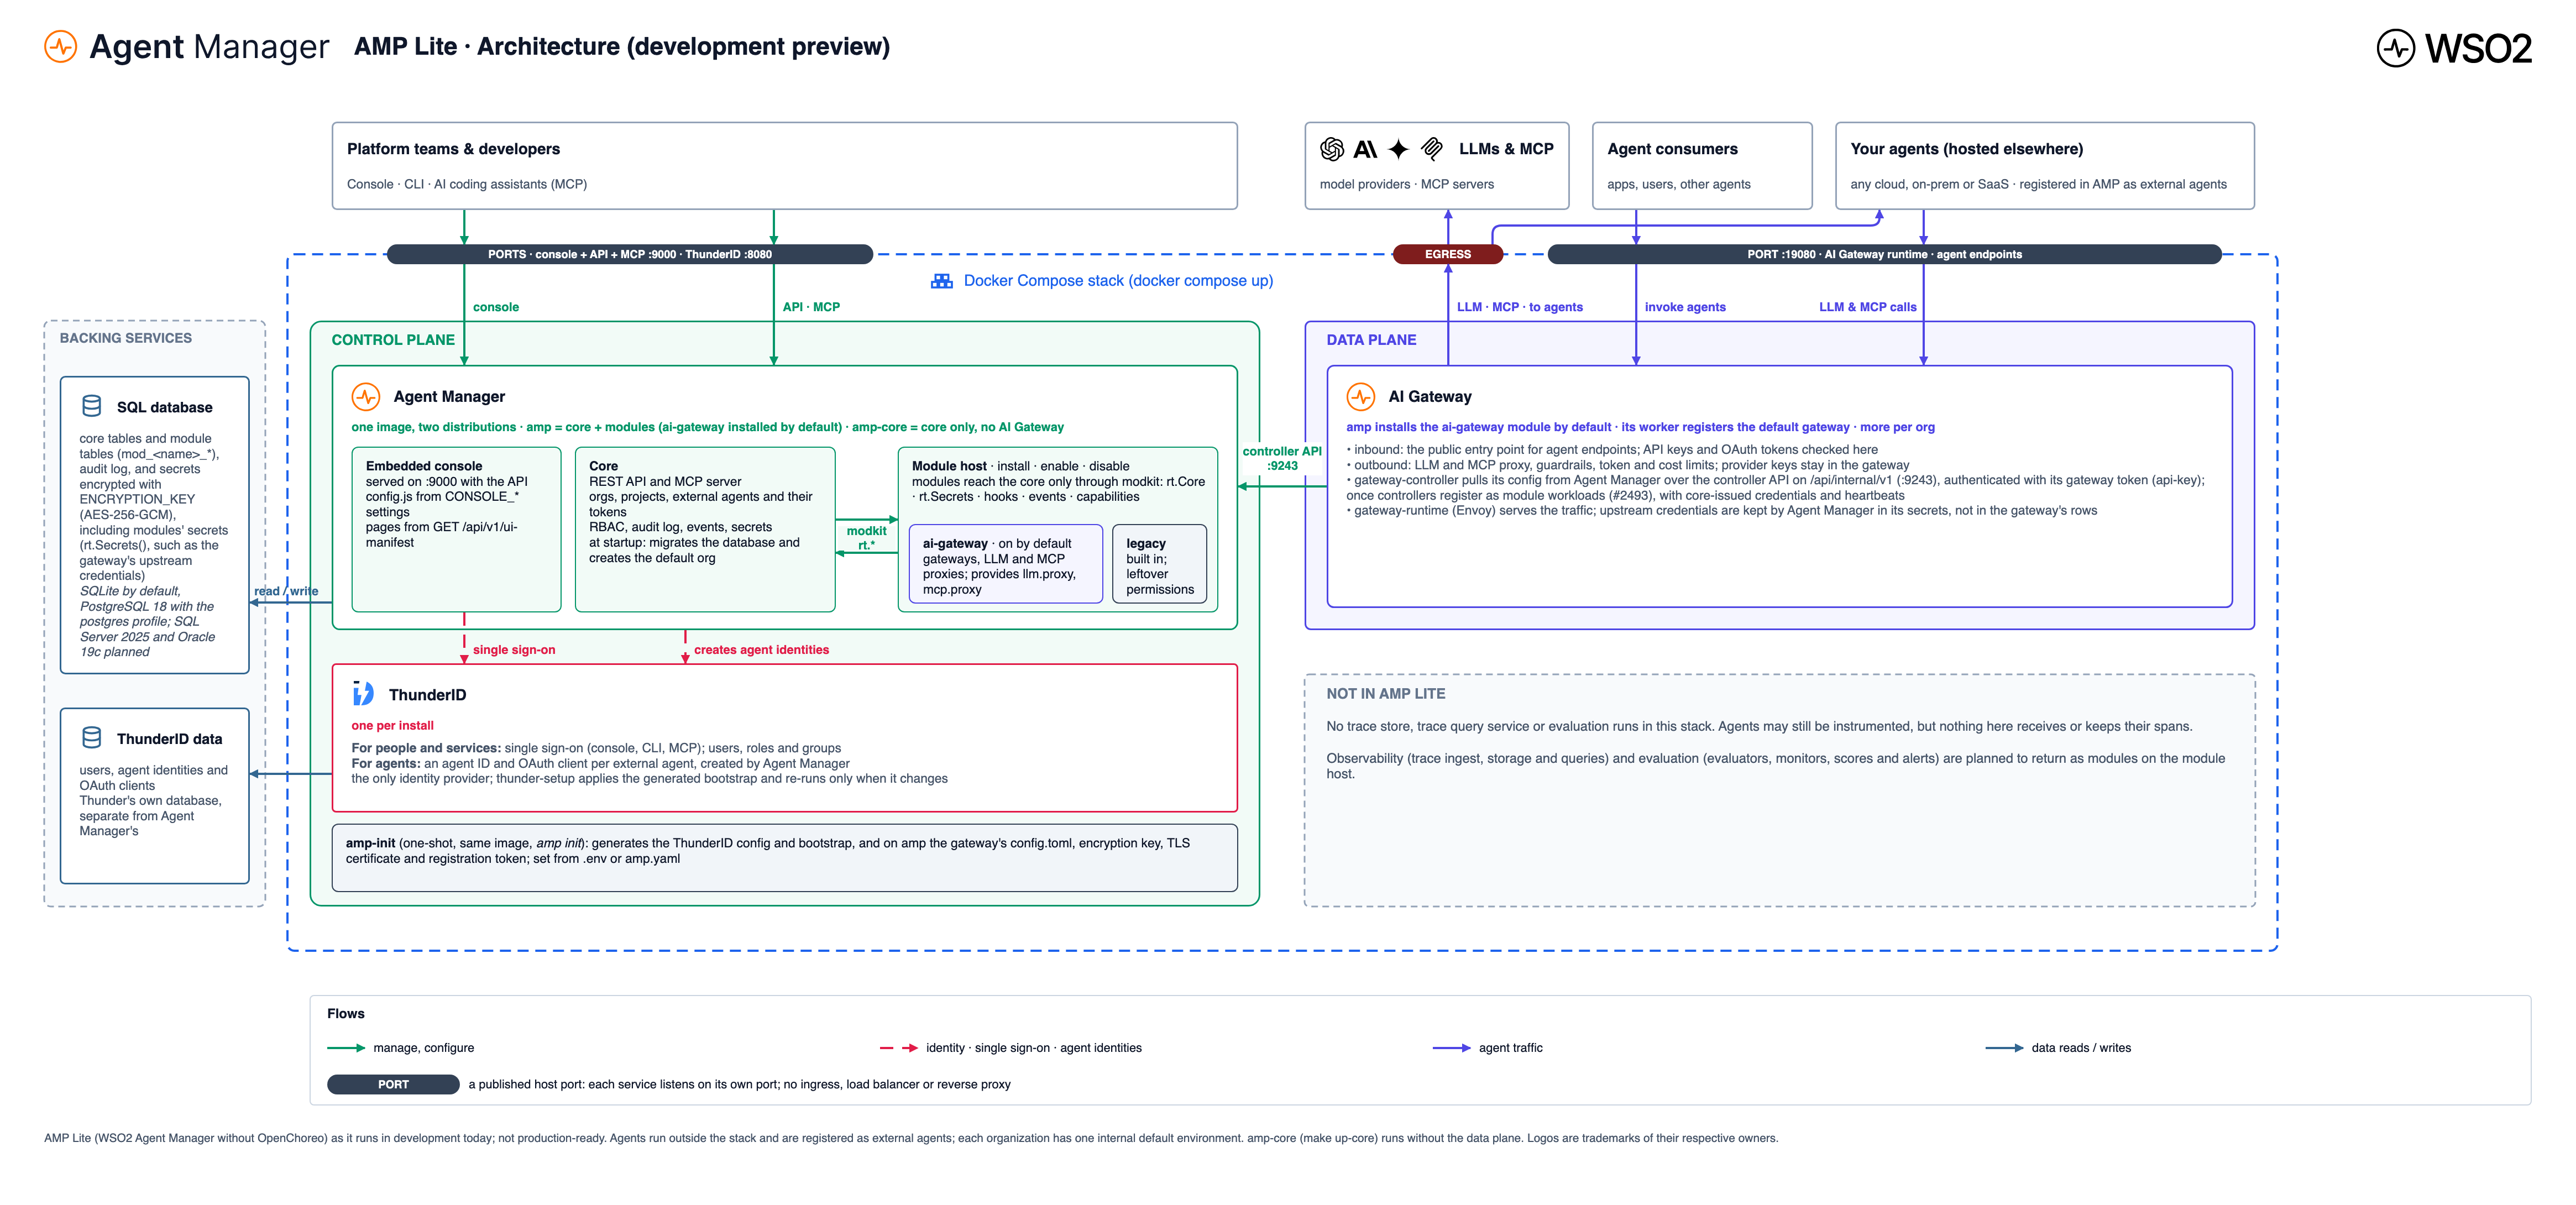 Agent Manager
AMP Lite · Architecture (development preview)
WSO2
Platform teams & developers
Console · CLI · AI coding assistants (MCP)
LLMs & MCP
model providers · MCP servers
Agent consumers
apps, users, other agents
Your agents (hosted elsewhere)
any cloud, on-prem or SaaS · registered in AMP as external agents
PORTS · console + API + MCP :9000 · ThunderID :8080
EGRESS
PORT :19080 · AI Gateway runtime · agent endpoints
Docker Compose stack (docker compose up)
console
API · MCP
LLM · MCP · to agents
invoke agents
LLM & MCP calls
BACKING SERVICES
SQL database
core tables and module
tables (mod_<name>_*),
audit log, and secrets
encrypted with
ENCRYPTION_KEY
(AES-256-GCM),
including modules' secrets
(rt.Secrets(), such as the
gateway's upstream
credentials)
SQLite by default,
PostgreSQL 18 with the
postgres profile; SQL
Server 2025 and Oracle
19c planned
read / write
ThunderID data
users, agent identities and
OAuth clients
Thunder's own database,
separate from Agent
Manager's
CONTROL PLANE
Agent Manager
one image, two distributions · amp = core + modules (ai-gateway installed by default) · amp-core = core only, no AI Gateway
Embedded console
served on :9000 with the API
config.js from CONSOLE_*
settings
pages from GET /api/v1/ui-
manifest
Core
REST API and MCP server
orgs, projects, external agents and their
tokens
RBAC, audit log, events, secrets
at startup: migrates the database and
creates the default org
modkit
rt.*
Module host · install · enable · disable
modules reach the core only through modkit: rt.Core
· rt.Secrets · hooks · events · capabilities
ai-gateway · on by default
gateways, LLM and MCP
proxies; provides llm.proxy,
mcp.proxy
legacy
built in;
leftover
permissions
controller API
:9243
single sign-on
creates agent identities
ThunderID
one per install
For people and services: single sign-on (console, CLI, MCP); users, roles and groups
For agents: an agent ID and OAuth client per external agent, created by Agent Manager
the only identity provider; thunder-setup applies the generated bootstrap and re-runs only when it changes
amp-init (one-shot, same image, amp init): generates the ThunderID config and bootstrap, and on amp the gateway's config.toml, encryption key, TLS
certificate and registration token; set from .env or amp.yaml
DATA PLANE
AI Gateway
amp installs the ai-gateway module by default · its worker registers the default gateway · more per org
• inbound: the public entry point for agent endpoints; API keys and OAuth tokens checked here
• outbound: LLM and MCP proxy, guardrails, token and cost limits; provider keys stay in the gateway
• gateway-controller pulls its config from Agent Manager over the controller API on /api/internal/v1 (:9243), authenticated with its gateway token (api-key);
once controllers register as module workloads (#2493), with core-issued credentials and heartbeats
• gateway-runtime (Envoy) serves the traffic; upstream credentials are kept by Agent Manager in its secrets, not in the gateway's rows
NOT IN AMP LITE
No trace store, trace query service or evaluation runs in this stack. Agents may still be instrumented, but nothing here receives or keeps their spans.
Observability (trace ingest, storage and queries) and evaluation (evaluators, monitors, scores and alerts) are planned to return as modules on the module
host.
Flows
manage, configure
identity · single sign-on · agent identities
agent traffic
data reads / writes
PORT
a published host port: each service listens on its own port; no ingress, load balancer or reverse proxy
AMP Lite (WSO2 Agent Manager without OpenChoreo) as it runs in development today; not production-ready. Agents run outside the stack and are registered as external agents; each organization has one internal default environment. amp-core (make up-core) runs without the data plane. Logos are trademarks of their respective owners.